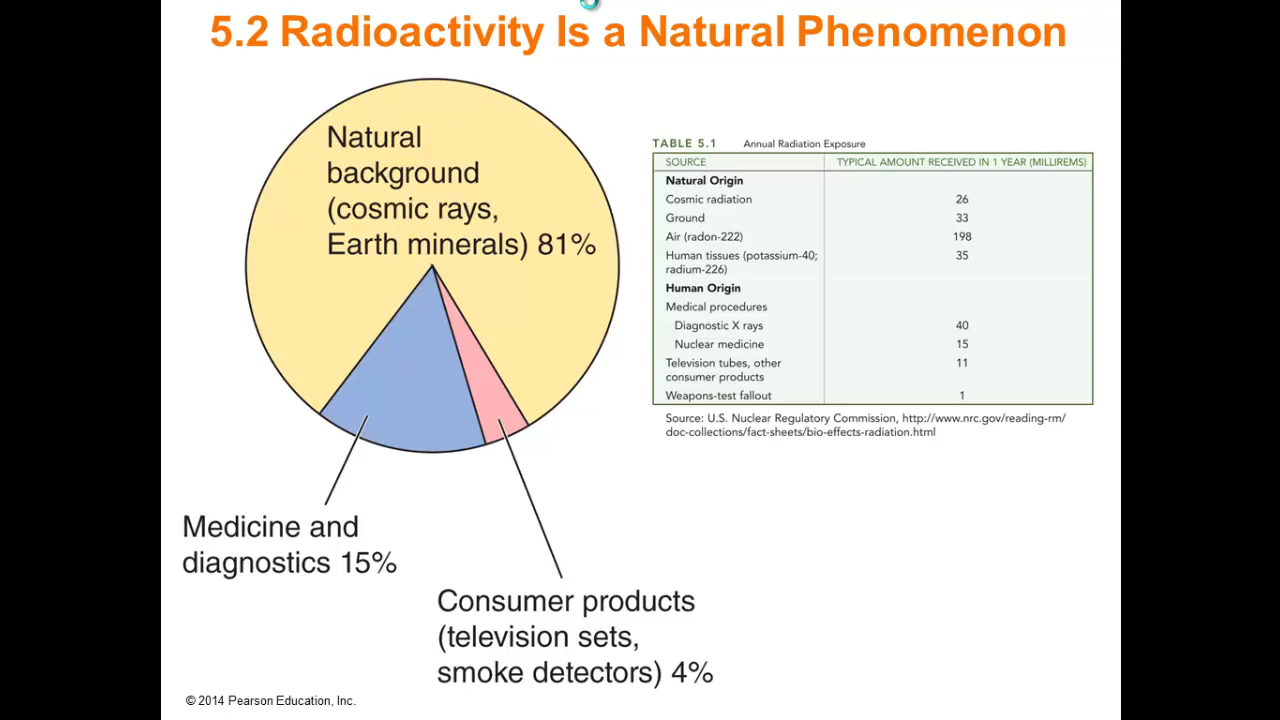 5.2 Radioactivity Is a Natural Phenomenon
Natural
background
(cosmic rays,
Earth minerals) 81%
Medicine and
diagnostics 15%
Consumer products
(television sets,
smoke detectors) 4%
TABLE 5.1 Annual Radiation Exposure
SOURCE TYPICAL AMOUNT RECEIVED IN 1 YEAR (MILLIREMS)
Natural Origin
Cosmic radiation 26
Ground 33
Air (radon-222) 198
Human tissues (potassium-40; 35
radium-226)
Human Origin
Medical procedures
Diagnostic X rays 40
Nuclear medicine 15
Television tubes, other 11
consumer products
Weapons-test fallout 1
Source: U.S. Nuclear Regulatory Commission, http://www.nrc.gov/reading-rm/
doc-collections/fact-sheets/bio-effects-radiation.html
© 2014 Pearson Education, Inc.